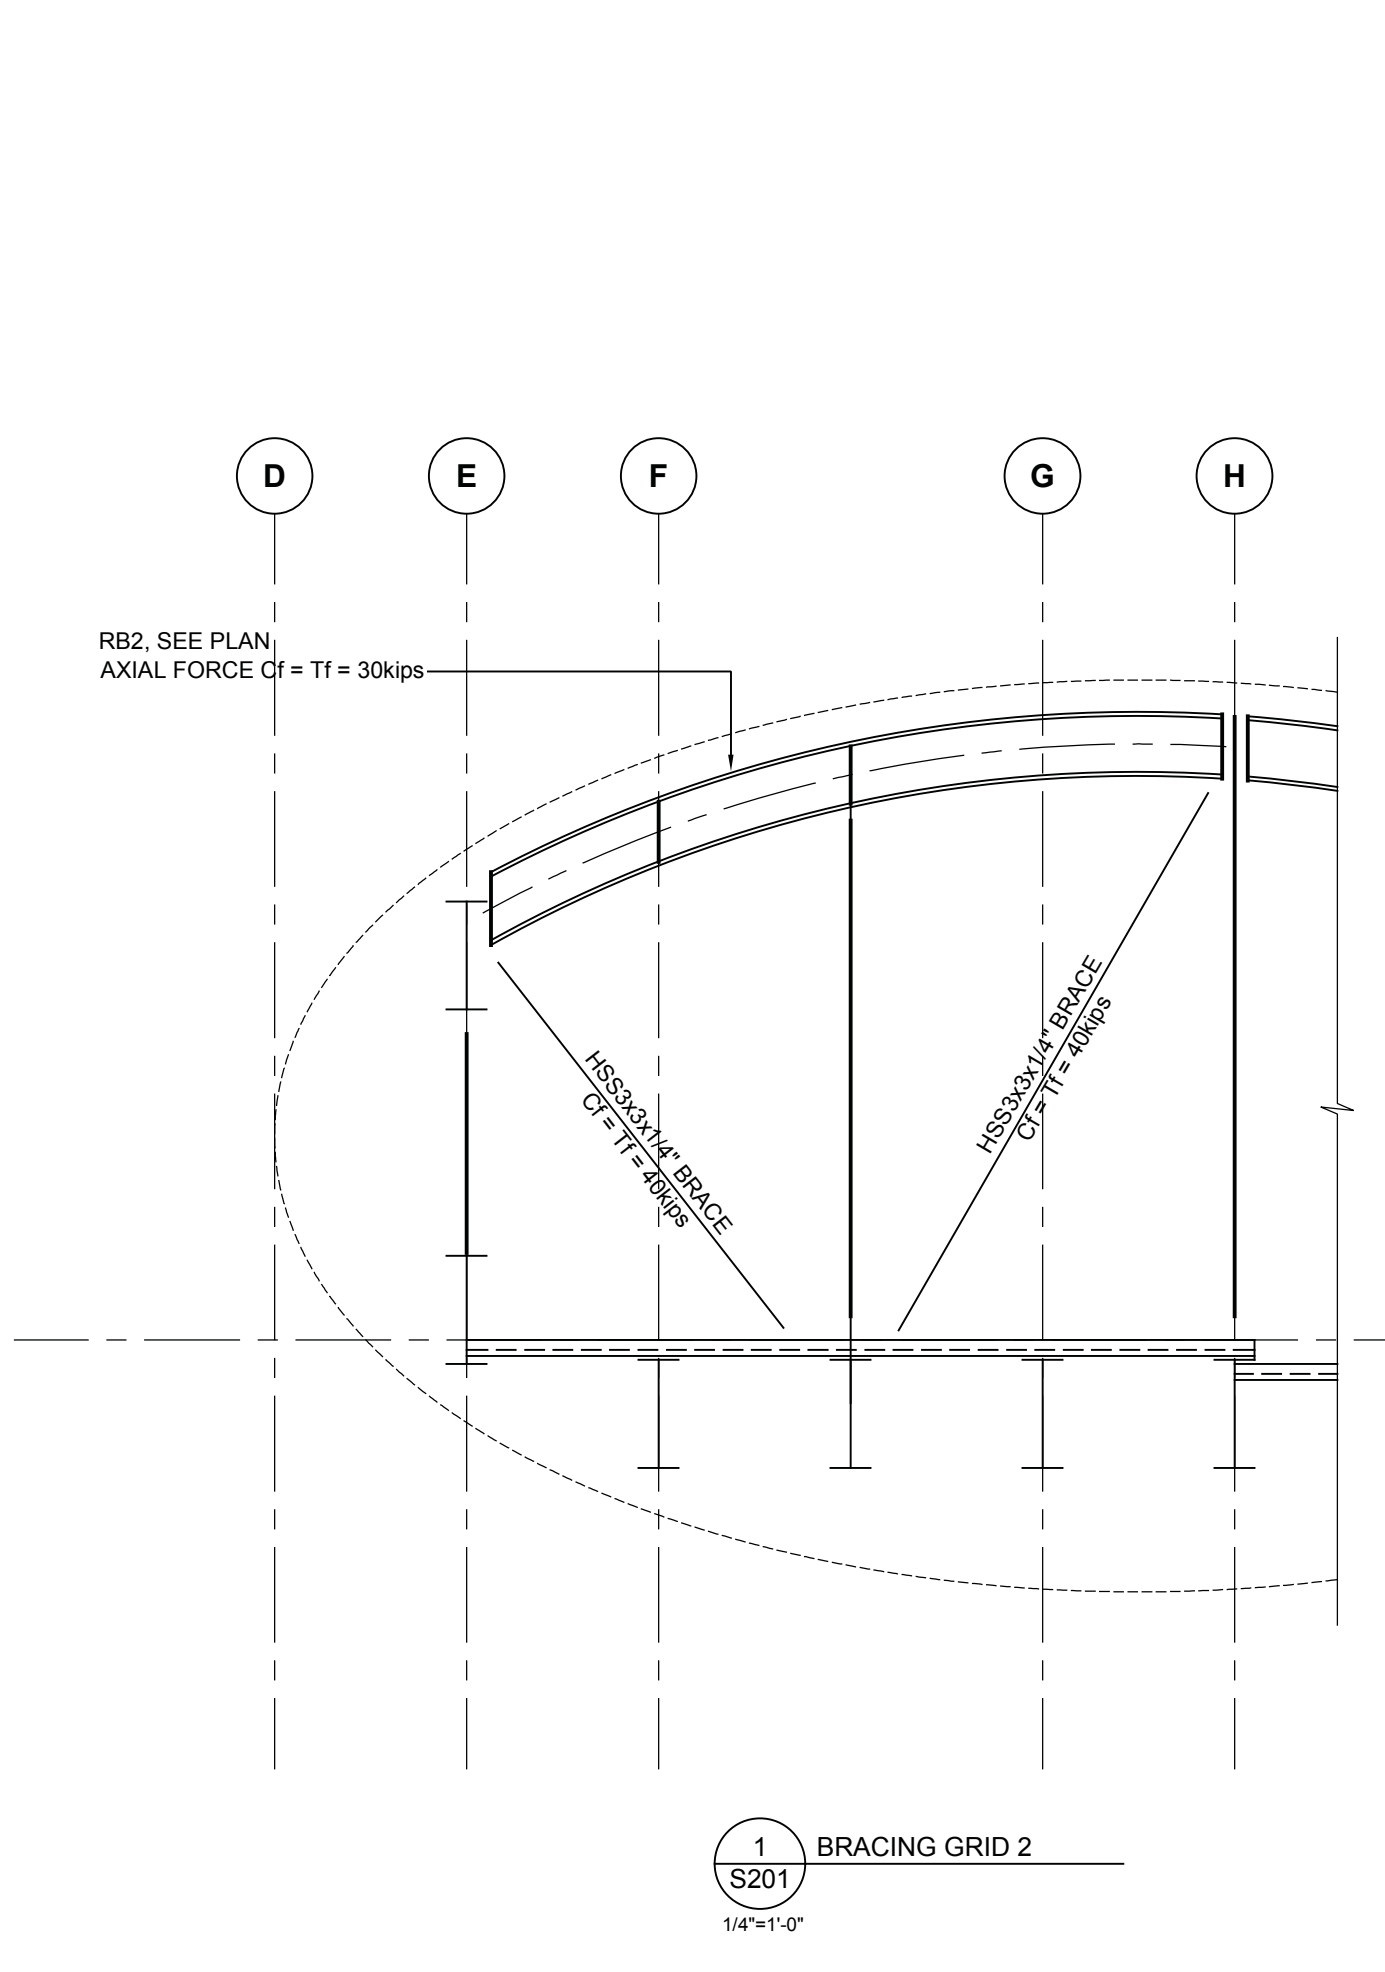 D
E
F
G
H
RB2, SEE PLAN
AXIAL FORCE Cf = Tf = 30kips
HSS3x3x1/4" BRACE
Cf = Tf = 40kips
HSS3x3x1/4" BRACE
Cf = Tf = 40kips
1
BRACING GRID 2
S201
1/4"=1'-0"